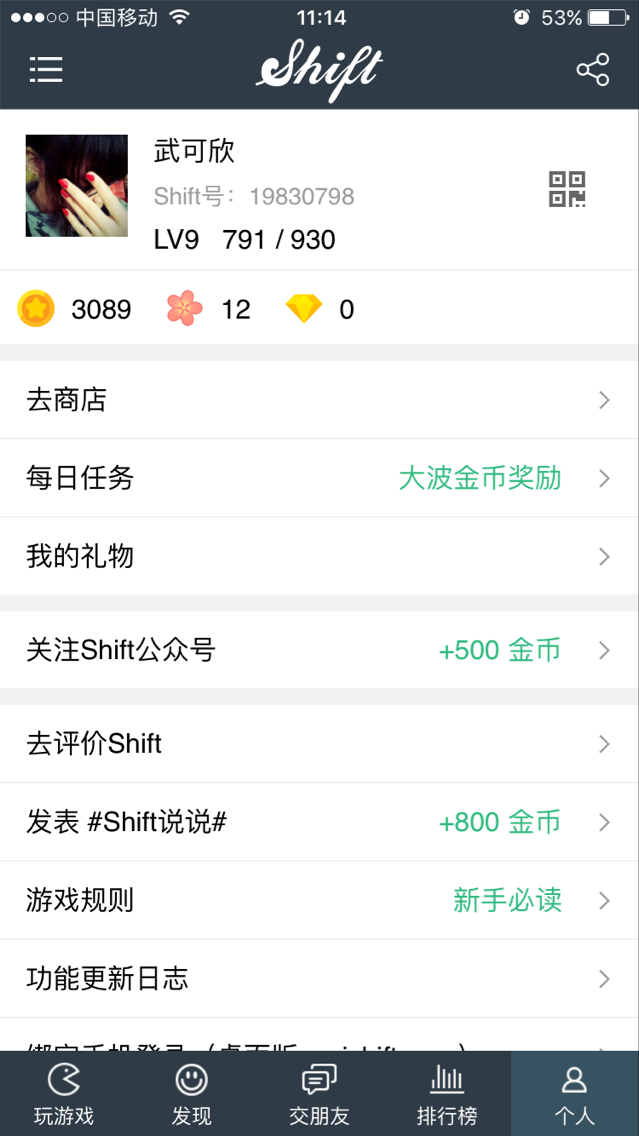 中国移动
11:14
53%
Shift
武可欣
Shift号：19830798
LV9 791 / 930
3089 12 0
去商店
每日任务 大波金币奖励
我的礼物
关注Shift公众号 +500 金币
去评价Shift
发表 #Shift说说# +800 金币
游戏规则 新手必读
功能更新日志
玩游戏 发现 交朋友 排行榜 个人